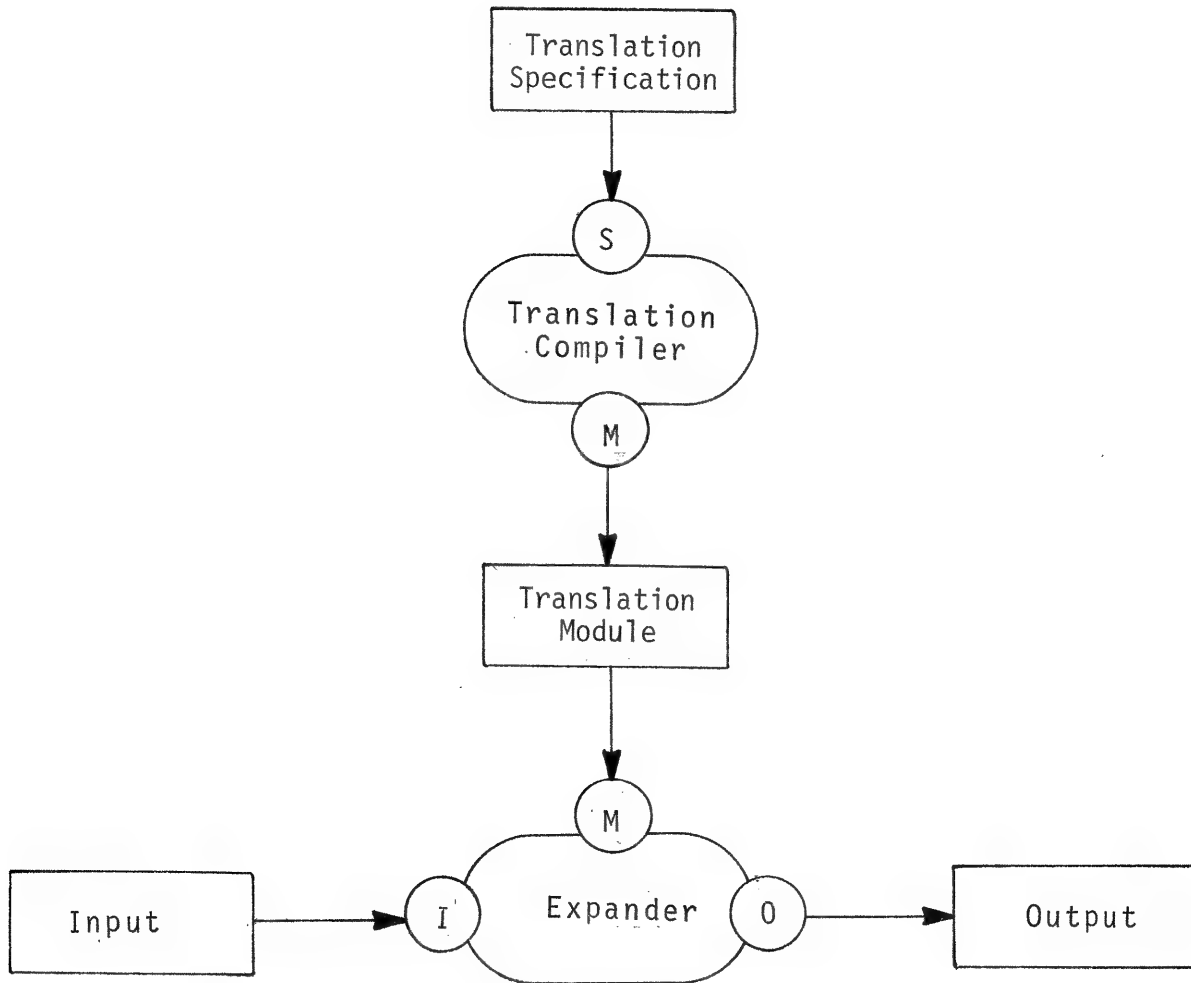 Translation
Specification
S
Translation
Compiler
M
Translation
Module
M
Input
I
Expander
O
Output